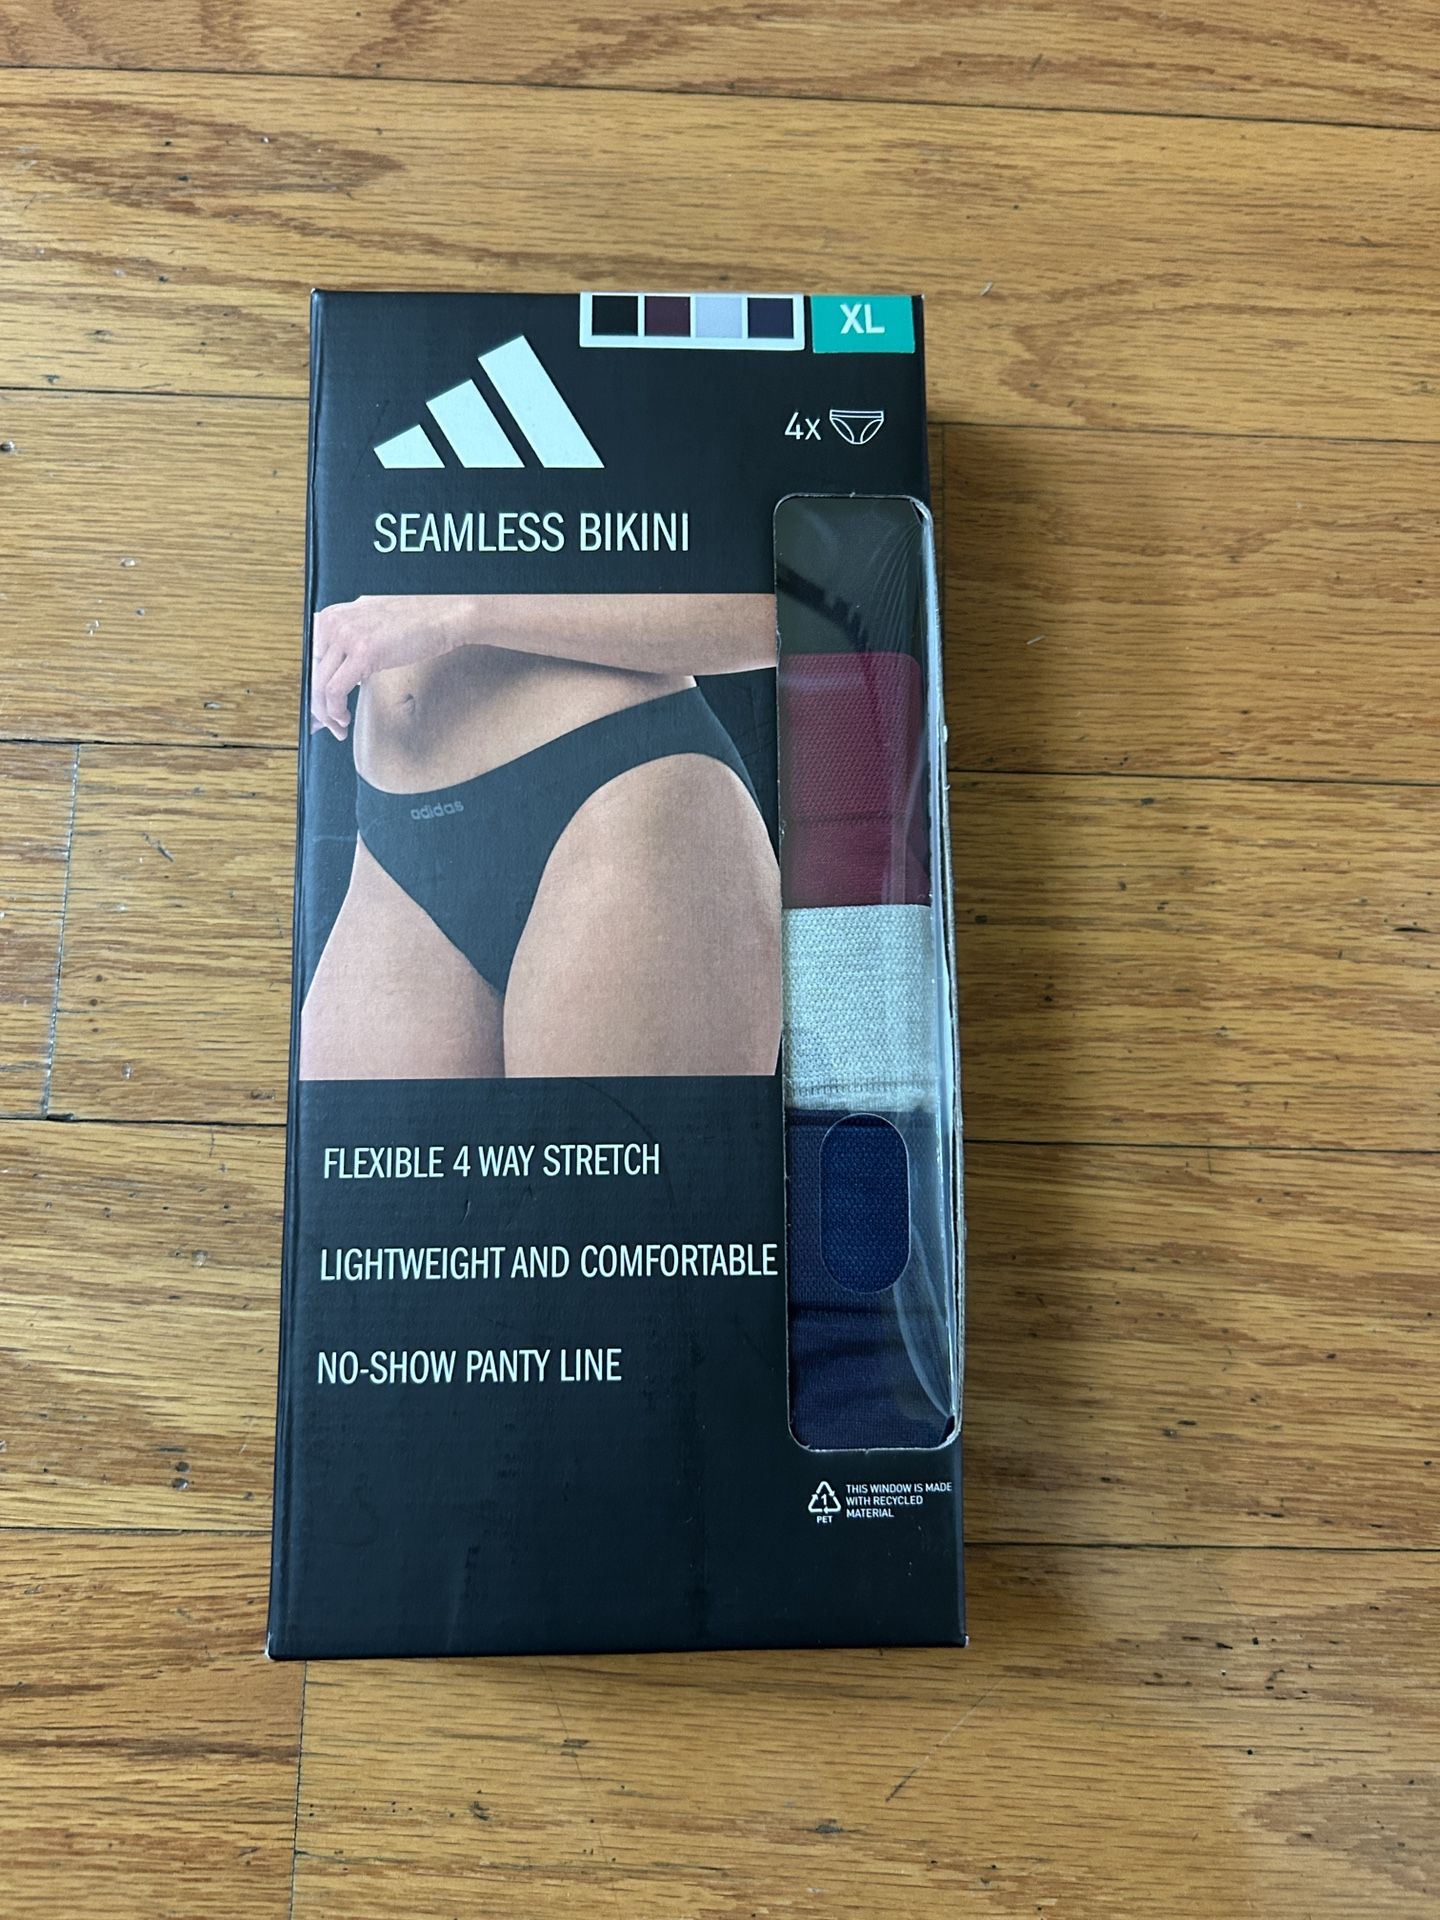 XL
4x
SEAMLESS BIKINI
adidas
FLEXIBLE 4 WAY STRETCH
LIGHTWEIGHT AND COMFORTABLE
NO-SHOW PANTY LINE
1
PET
THIS WINDOW IS MADE
WITH RECYCLED
MATERIAL